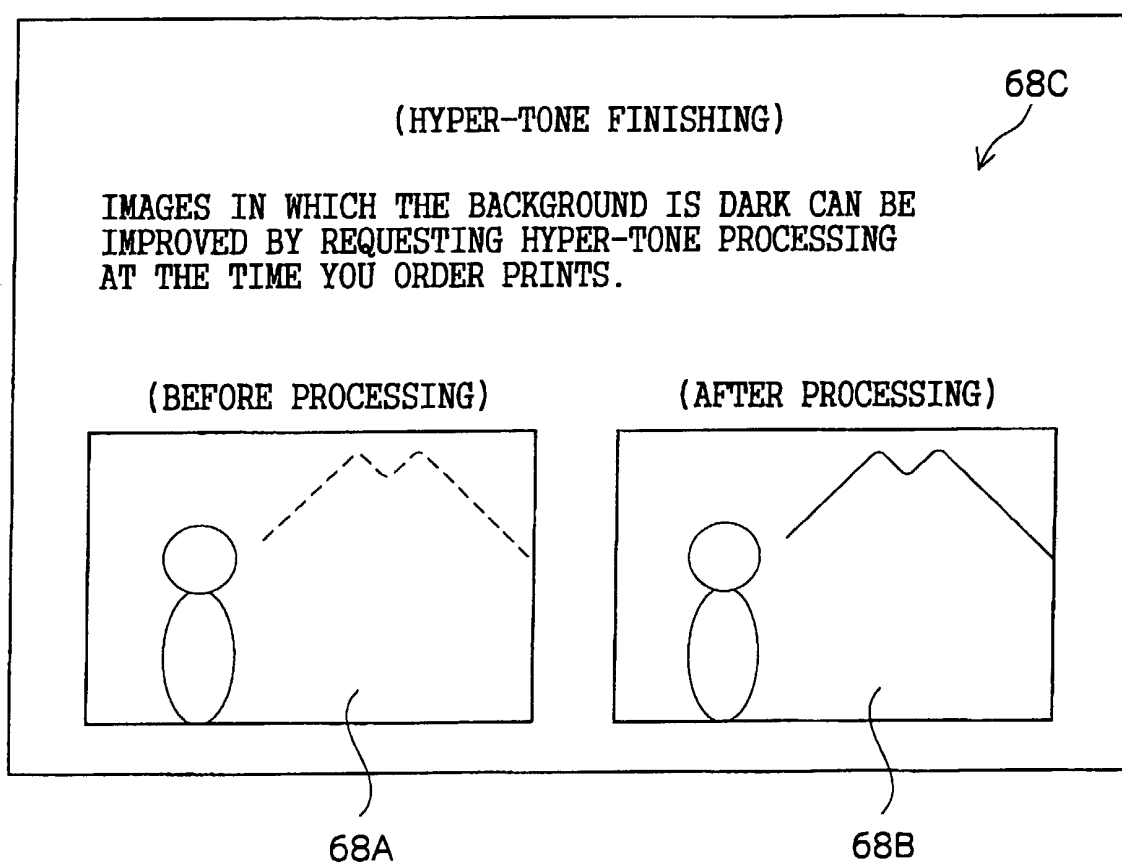 68C
(HYPER-TONE FINISHING)
IMAGES IN WHICH THE BACKGROUND IS DARK CAN BE
IMPROVED BY REQUESTING HYPER-TONE PROCESSING
AT THE TIME YOU ORDER PRINTS.
(BEFORE PROCESSING)
(AFTER PROCESSING)
68A
68B